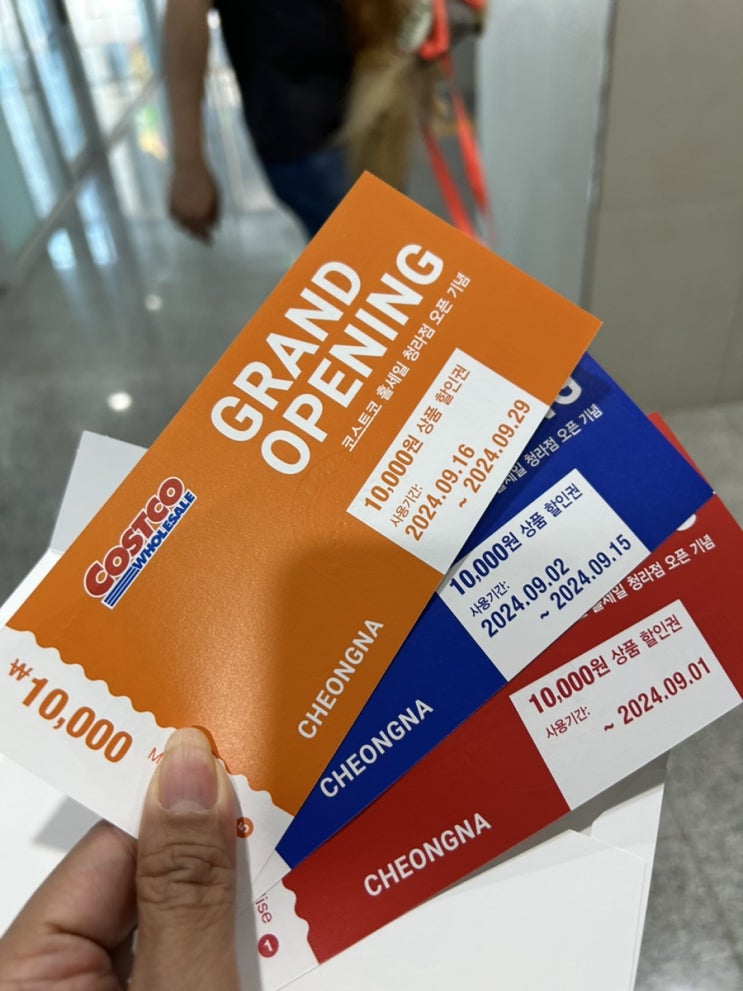 GRAND
OPENING
코스트코 홀세일 청라점 오픈 기념
COSTCO
WHOLESALE
10,000원 상품 할인권
사용기간:
2024.09.16
~ 2024.09.29
CHEONGNA
₩10,000
오픈 기념
10,000원 상품 할인권
사용기간:
2024.09.02
~ 2024.09.15
CHEONGNA
청라점 오픈 기념
10,000원 상품 할인권
사용기간:
~ 2024.09.01
CHEONGNA
1